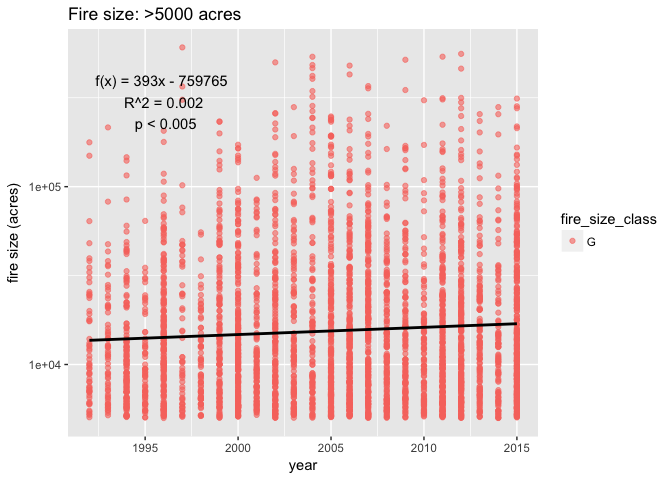 Fire size: >5000 acres
f(x) = 393x - 759765
R^2 = 0.002
p < 0.005
1e+05
1e+04
fire size (acres)
1995
2000
2005
2010
2015
year
fire_size_class
G